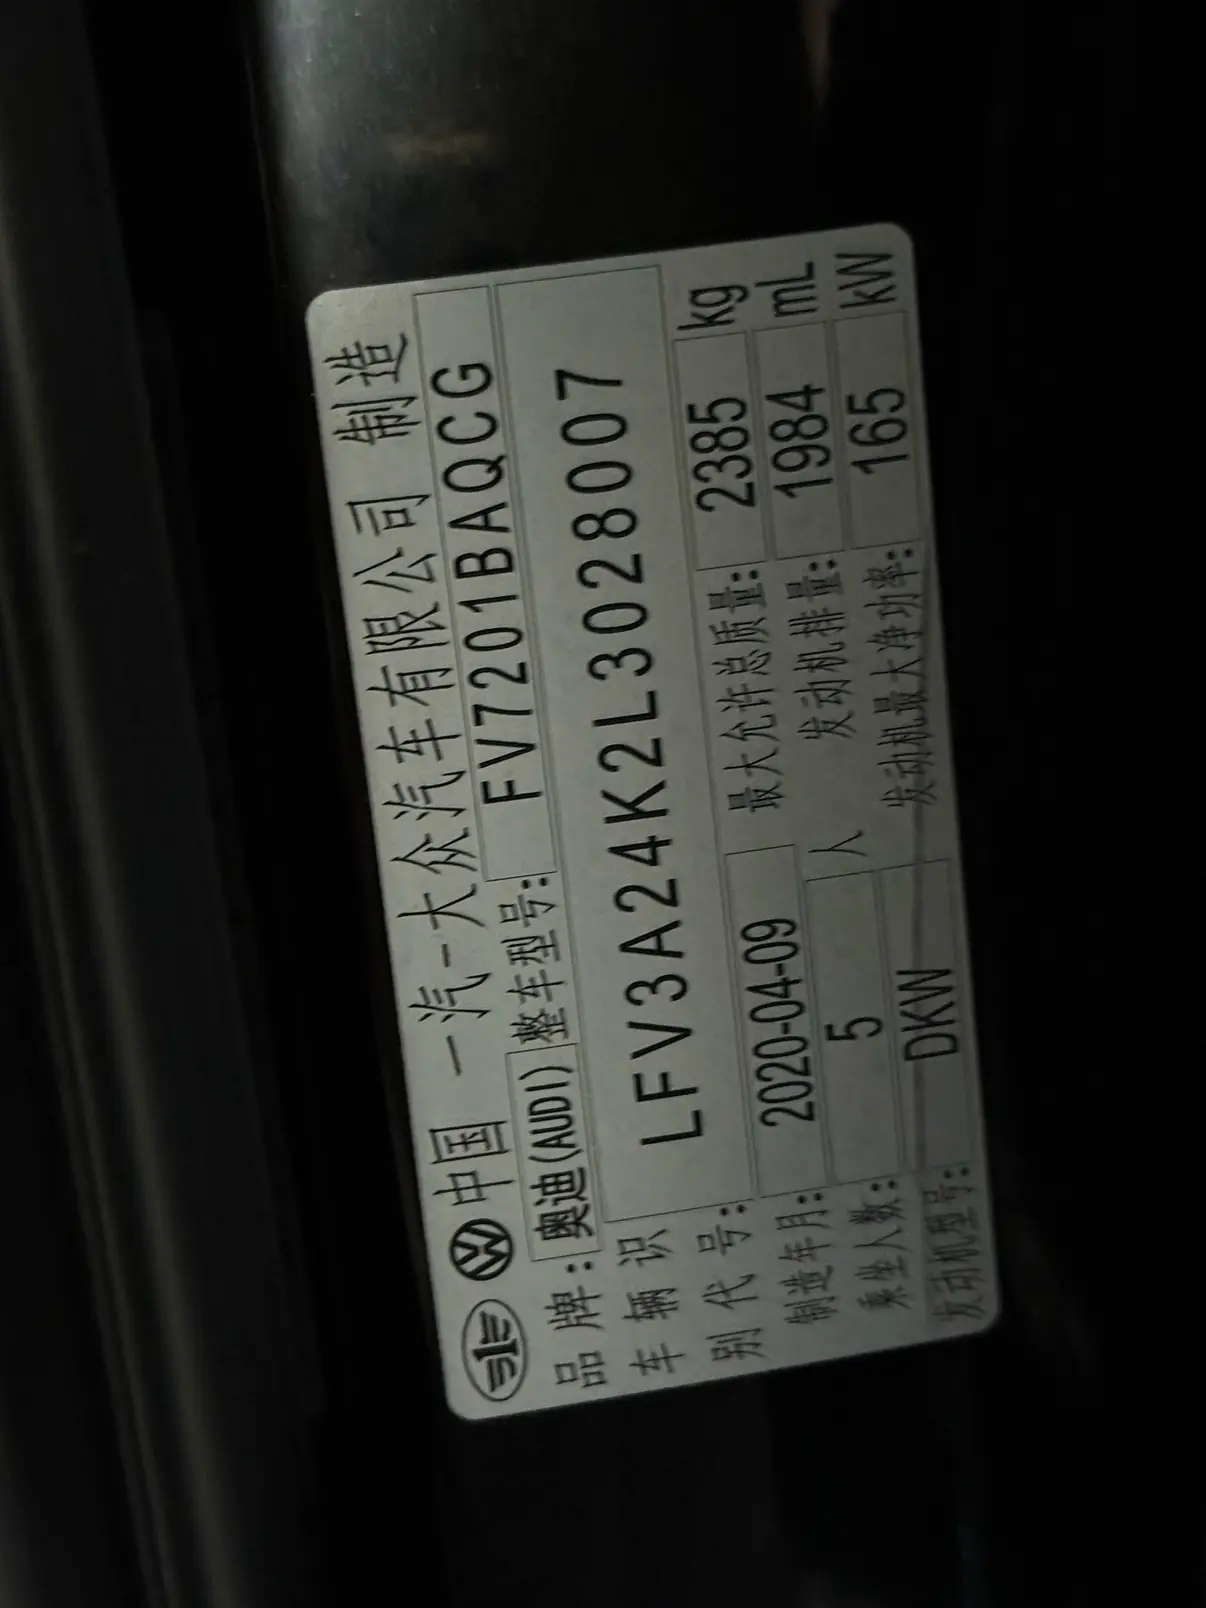 中国 一汽-大众汽车有限公司 制造
品牌: 奥迪(AUDI) 整车型号: FV7201BAQCG
车辆识别代号: LFV3A24K2L3028007
制造年月: 2020-04-09 最大允许总质量: 2385 kg
乘坐人数: 5 人 发动机排量: 1984 mL
发动机型号: DKW 发动机最大净功率: 165 kW